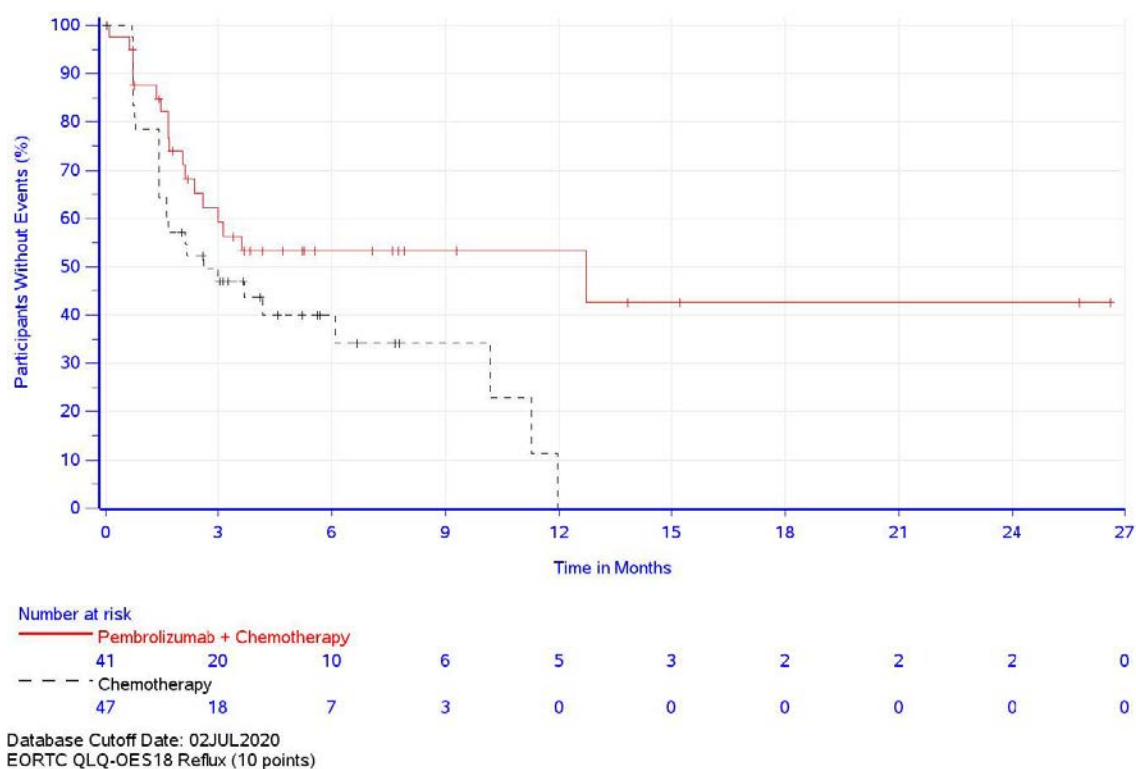 Participants Without Events (%)
100
90
80
70
60
50
40
30
20
10
0
0 3 6 9 12 15 18 21 24 27
Time in Months
Number at risk
Pembrolizumab + Chemotherapy
41 20 10 6 5 3 2 2 2 0
Chemotherapy
47 18 7 3 0 0 0 0 0 0
Database Cutoff Date: 02JUL2020
EORTC QLQ-OES18 Reflux (10 points)